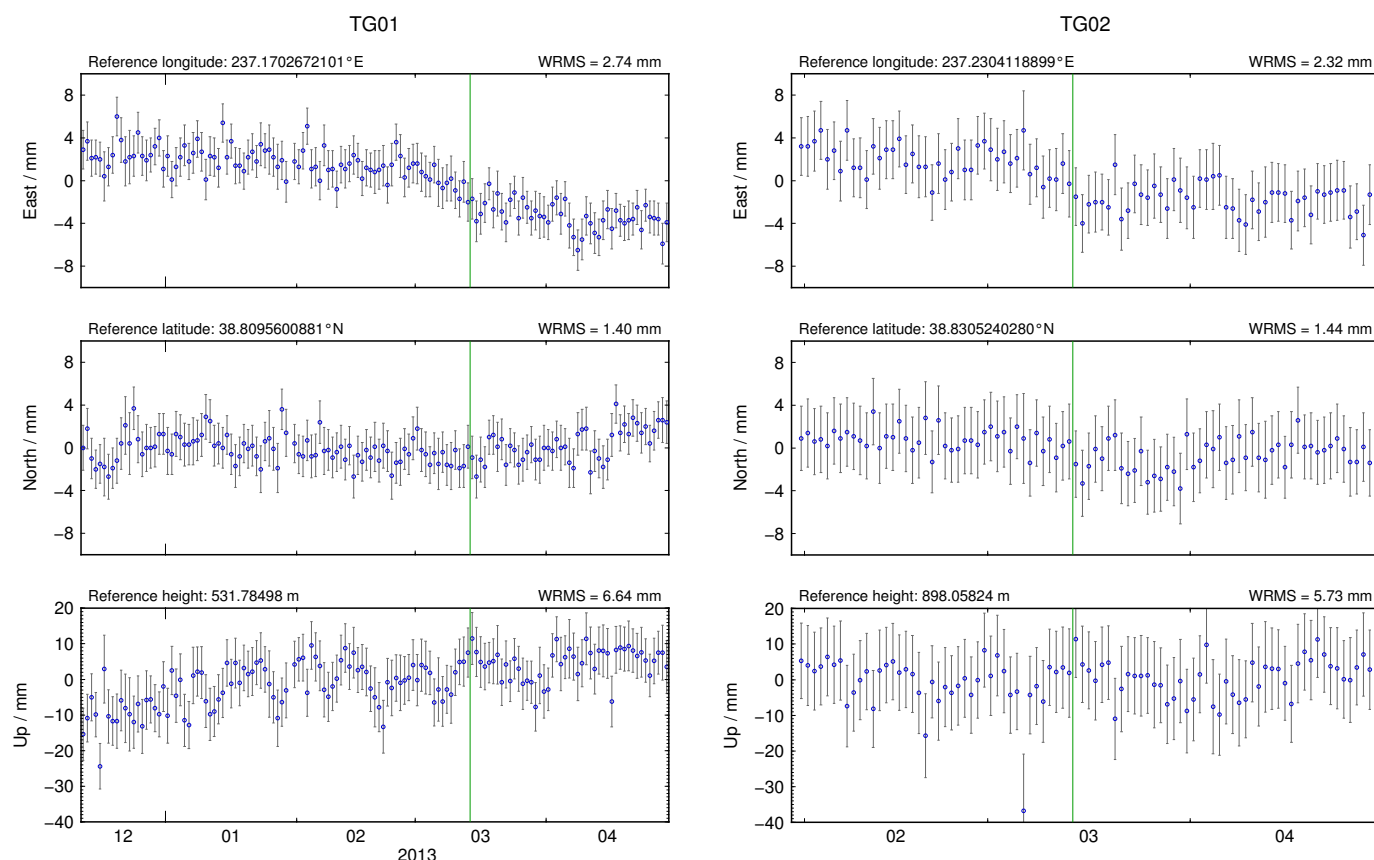 TG01
Reference longitude: 237.1702672101°E WRMS = 2.74 mm
East / mm
8
4
0
−4
−8
Reference latitude: 38.8095600881°N WRMS = 1.40 mm
North / mm
8
4
0
−4
−8
Reference height: 531.78498 m WRMS = 6.64 mm
Up / mm
20
10
0
−10
−20
−30
−40
12 01 02 03 04
2013
TG02
Reference longitude: 237.2304118899°E WRMS = 2.32 mm
East / mm
8
4
0
−4
−8
Reference latitude: 38.8305240280°N WRMS = 1.44 mm
North / mm
8
4
0
−4
−8
Reference height: 898.05824 m WRMS = 5.73 mm
Up / mm
20
10
0
−10
−20
−30
−40
02 03 04